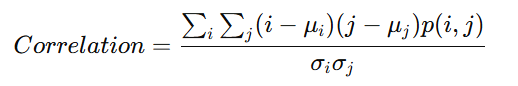 Correlation = \frac{\sum_i \sum_j (i - \mu_i)(j - \mu_j) p(i, j)}{\sigma_i \sigma_j}